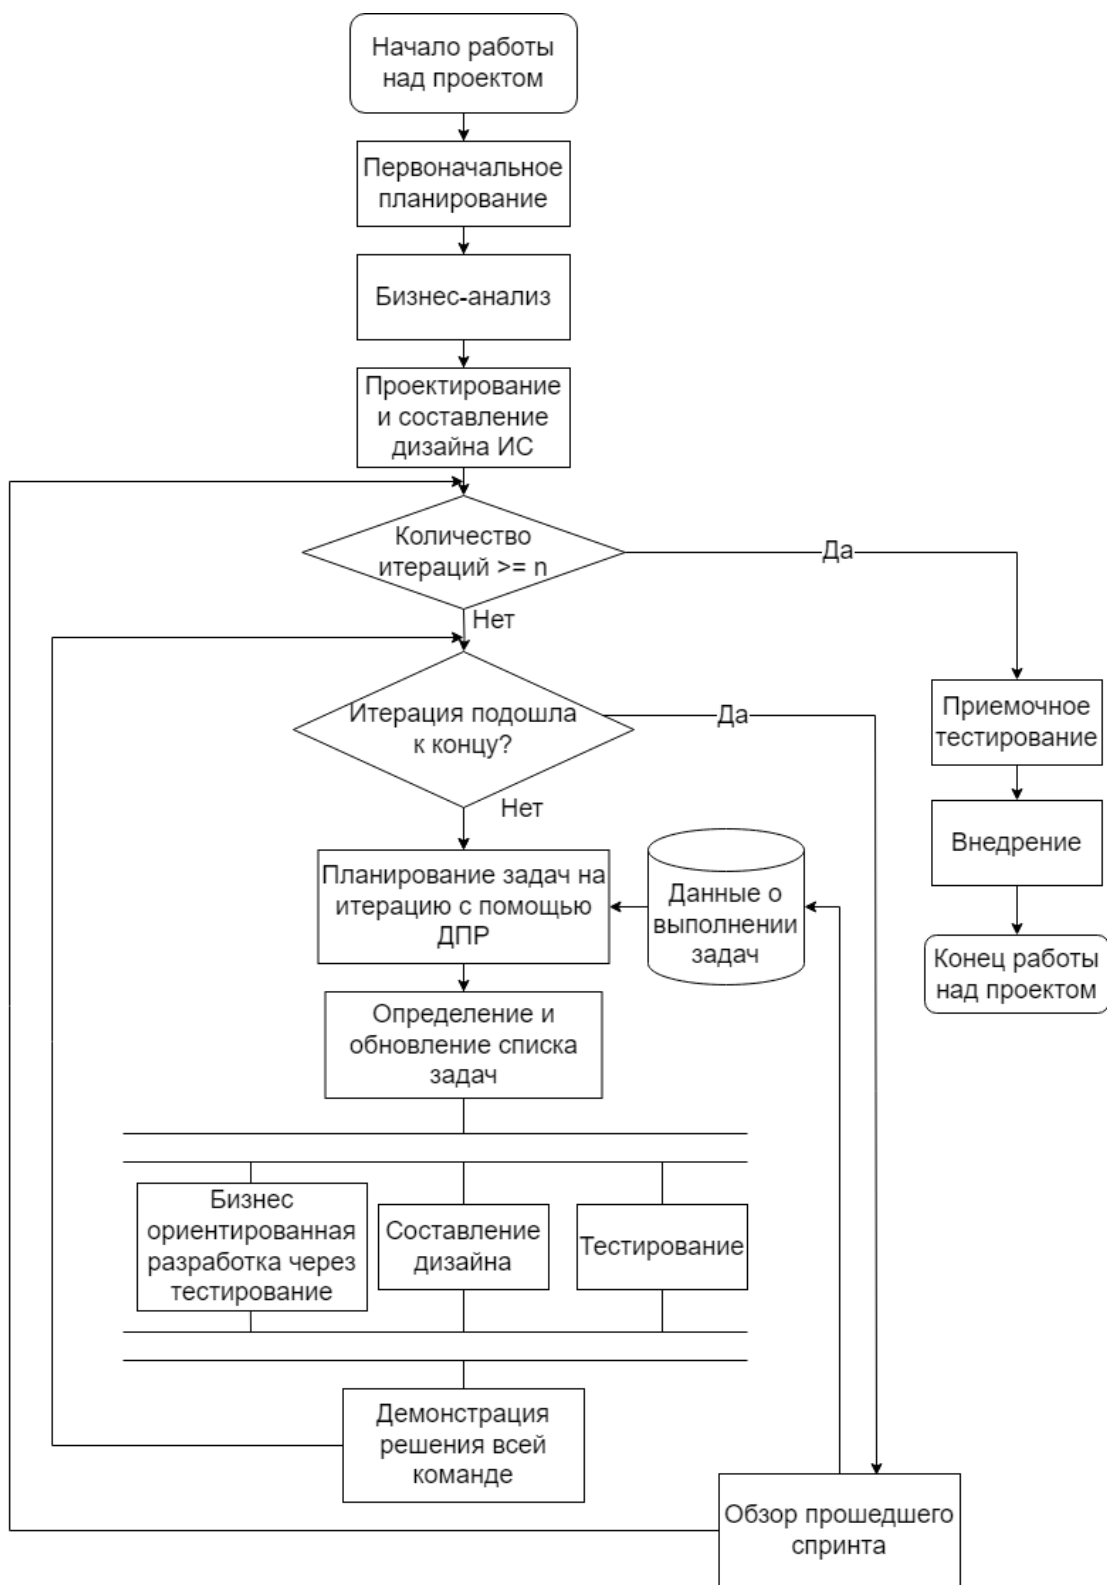 Начало работы
над проектом
Первоначальное
планирование
Бизнес-анализ
Проектирование
и составление
дизайна ИС
Количество
итераций >= n
Да
Нет
Итерация подошла
к концу?
Да
Нет
Приемочное
тестирование
Внедрение
Конец работы
над проектом
Планирование задач на
итерацию с помощью
ДПР
Данные о
выполнении
задач
Определение и
обновление списка
задач
Бизнес
ориентированная
разработка через
тестирование
Составление
дизайна
Тестирование
Демонстрация
решения всей
команде
Обзор прошедшего
спринта